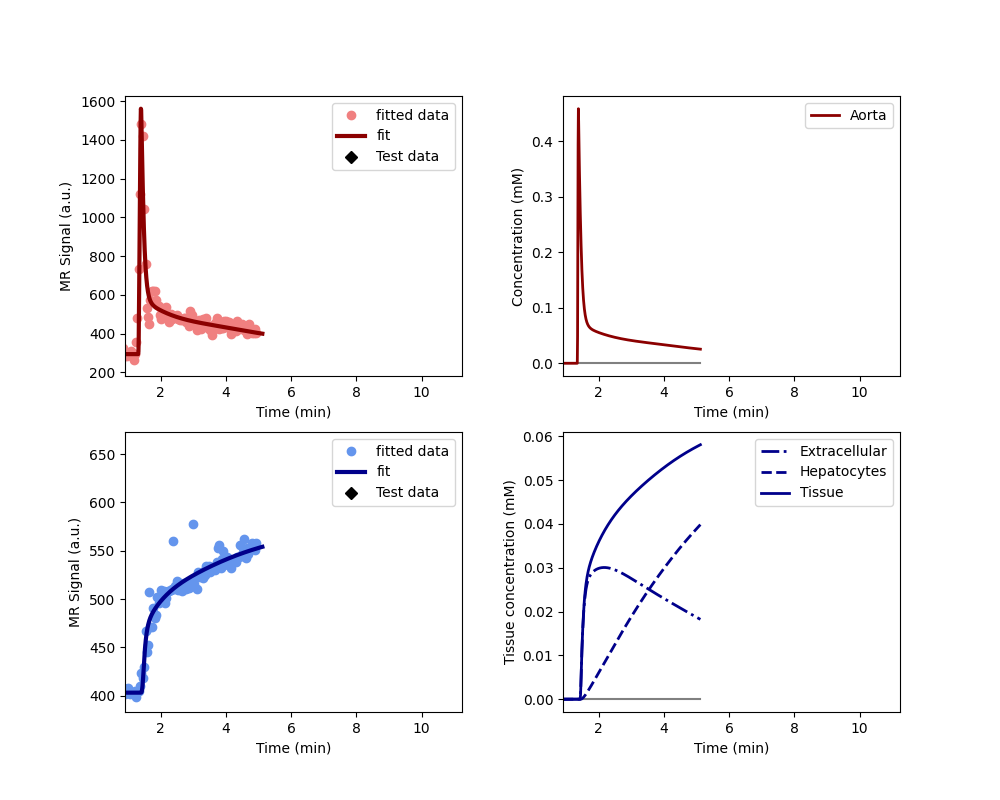 1600
1400
1200
1000
800
600
400
200
MR Signal (a.u.)
fitted data
fit
Test data
2 4 6 8 10
Time (min)
0.4
0.3
0.2
0.1
0.0
Concentration (mM)
Aorta
2 4 6 8 10
Time (min)
650
600
550
500
450
400
MR Signal (a.u.)
fitted data
fit
Test data
2 4 6 8 10
Time (min)
0.06
0.05
0.04
0.03
0.02
0.01
0.00
Tissue concentration (mM)
Extracellular
Hepatocytes
Tissue
2 4 6 8 10
Time (min)